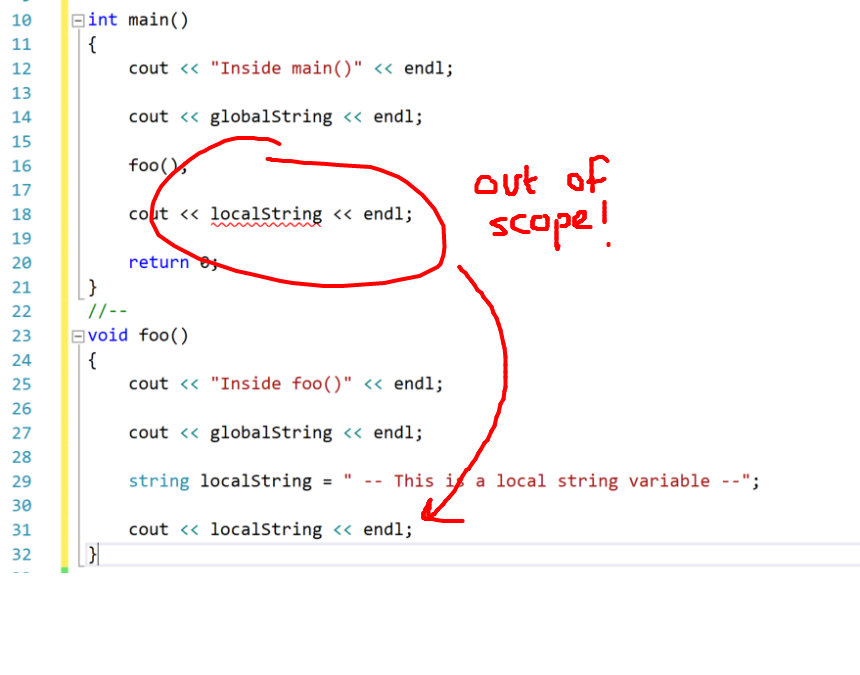 10 int main()
11 {
12 cout << "Inside main()" << endl;
13
14 cout << globalString << endl;
15
16 foo();
17
18 cout << localString << endl;
19
20 return 0;
21 }
22 //--
23 void foo()
24 {
25 cout << "Inside foo()" << endl;
26
27 cout << globalString << endl;
28
29 string localString = " -- This is a local string variable --";
30
31 cout << localString << endl;
32 }
out of
scope!